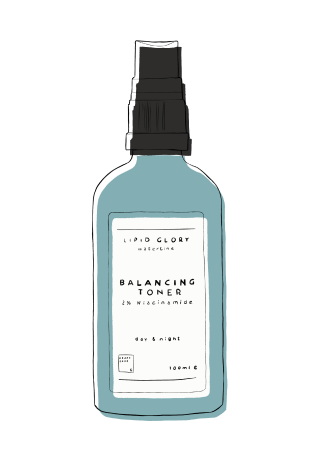 LIPID GLORY
waterline
BALANCING
TONER
2% Niacinamide
day & night
100ml e